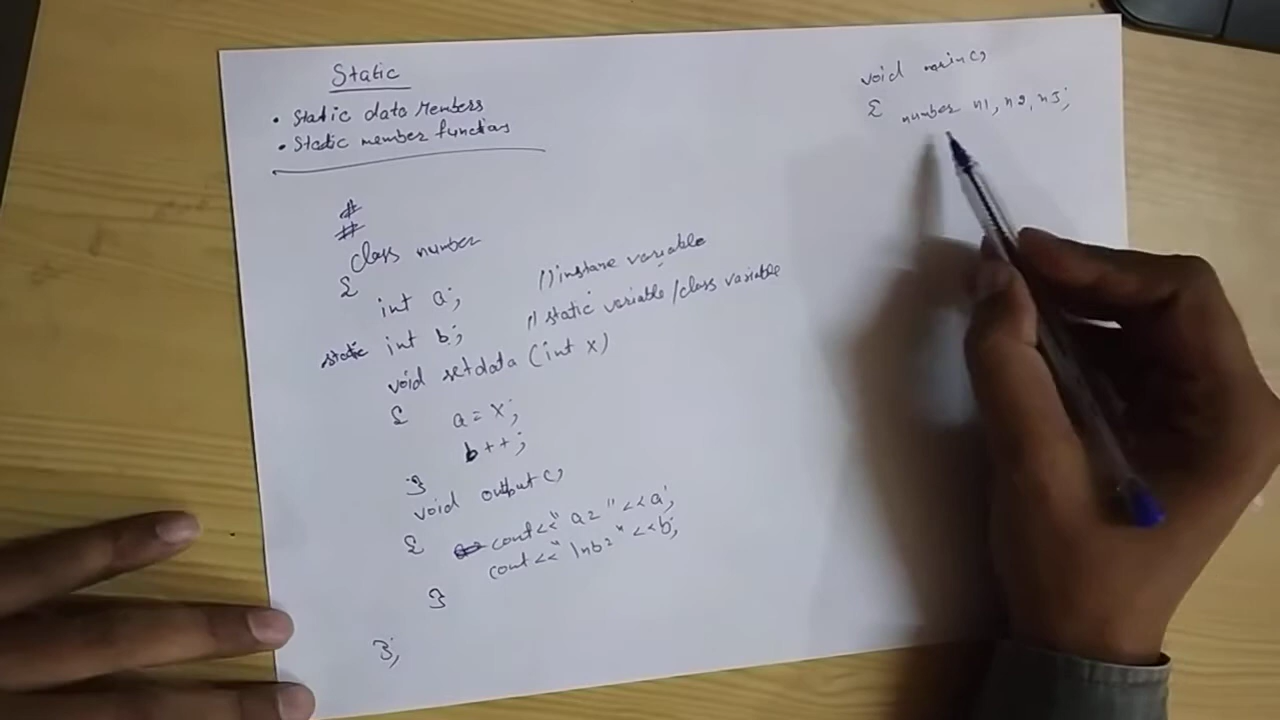 Static
• Static data Members
• Static member functions
#
#
class number
{
int a; //instane variable
static int b; // static variable /class variable
void setdata (int x)
{ a = x;
b++;
}
void output()
{ cout<<"a="<<a;
cout<<"\nb="<<b;
}
};
void main()
{ number n1, n2, n3;